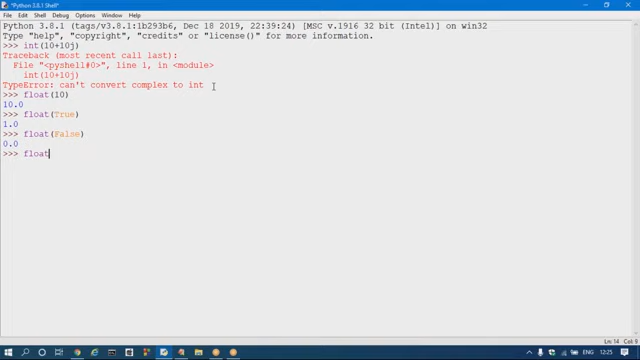 *Python 3.8.1 Shell*
File Edit Shell Debug Options Window Help
Python 3.8.1 (tags/v3.8.1:1b293b6, Dec 18 2019, 22:39:24) [MSC v.1916 32 bit (Intel)] on win32
Type "help", "copyright", "credits" or "license()" for more information.
>>> int(10+10j)
Traceback (most recent call last):
  File "<pyshell#0>", line 1, in <module>
    int(10+10j)
TypeError: can't convert complex to int
>>> float(10)
10.0
>>> float(True)
1.0
>>> float(False)
0.0
>>> float
Ln: 14 Col: 9
ENG 12:25